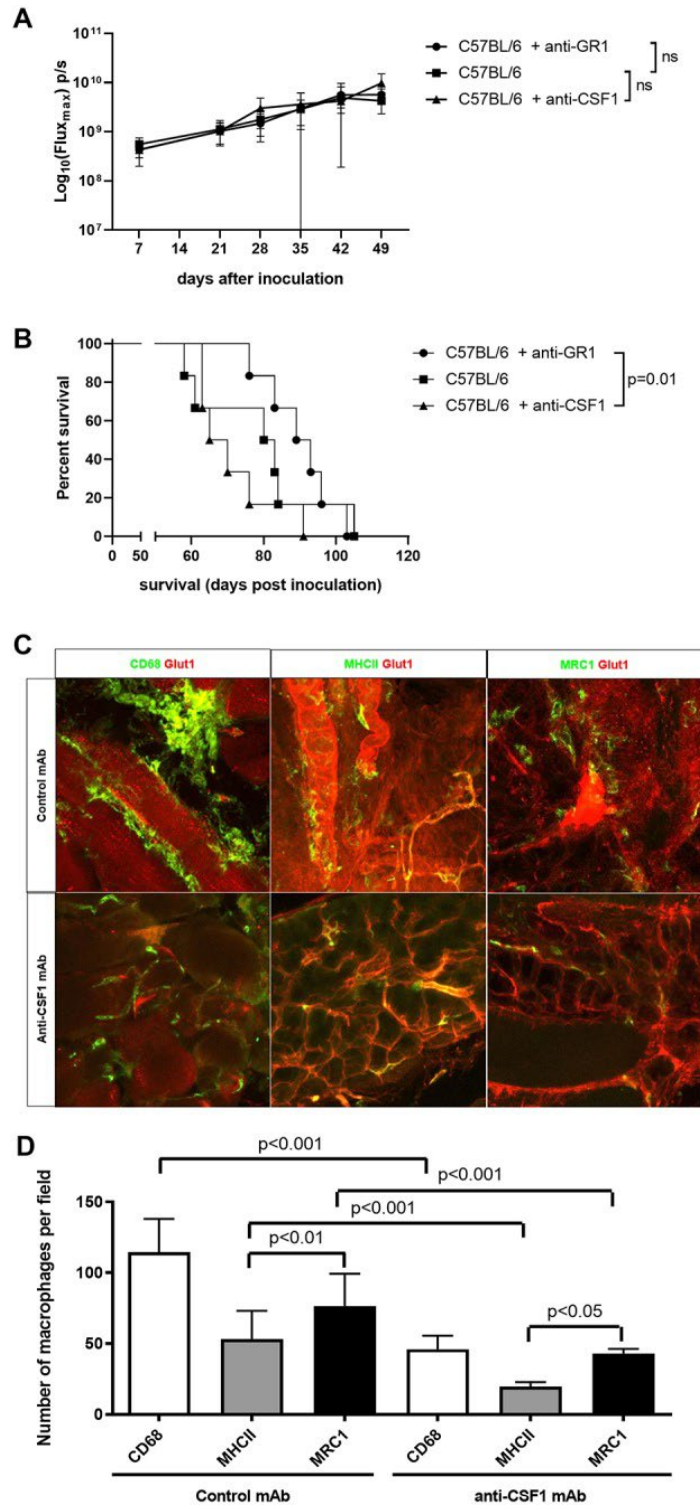 A
Log10(Fluxmax) p/s
10¹¹
10¹⁰
10⁹
10⁸
10⁷
7 14 21 28 35 42 49
days after inoculation
C57BL/6 + anti-GR1
C57BL/6
C57BL/6 + anti-CSF1
ns
ns
B
Percent survival
100
80
60
40
20
0
0 50 60 80 100 120
survival (days post inoculation)
C57BL/6 + anti-GR1
C57BL/6
C57BL/6 + anti-CSF1
p=0.01
C
CD68 Glut1 MHCII Glut1 MRC1 Glut1
Control mAb
Anti-CSF1 mAb
D
p<0.001
p<0.001
p<0.001
p<0.01
p<0.05
Number of macrophages per field
150
100
50
0
CD68 MHCII MRC1 CD68 MHCII MRC1
Control mAb anti-CSF1 mAb